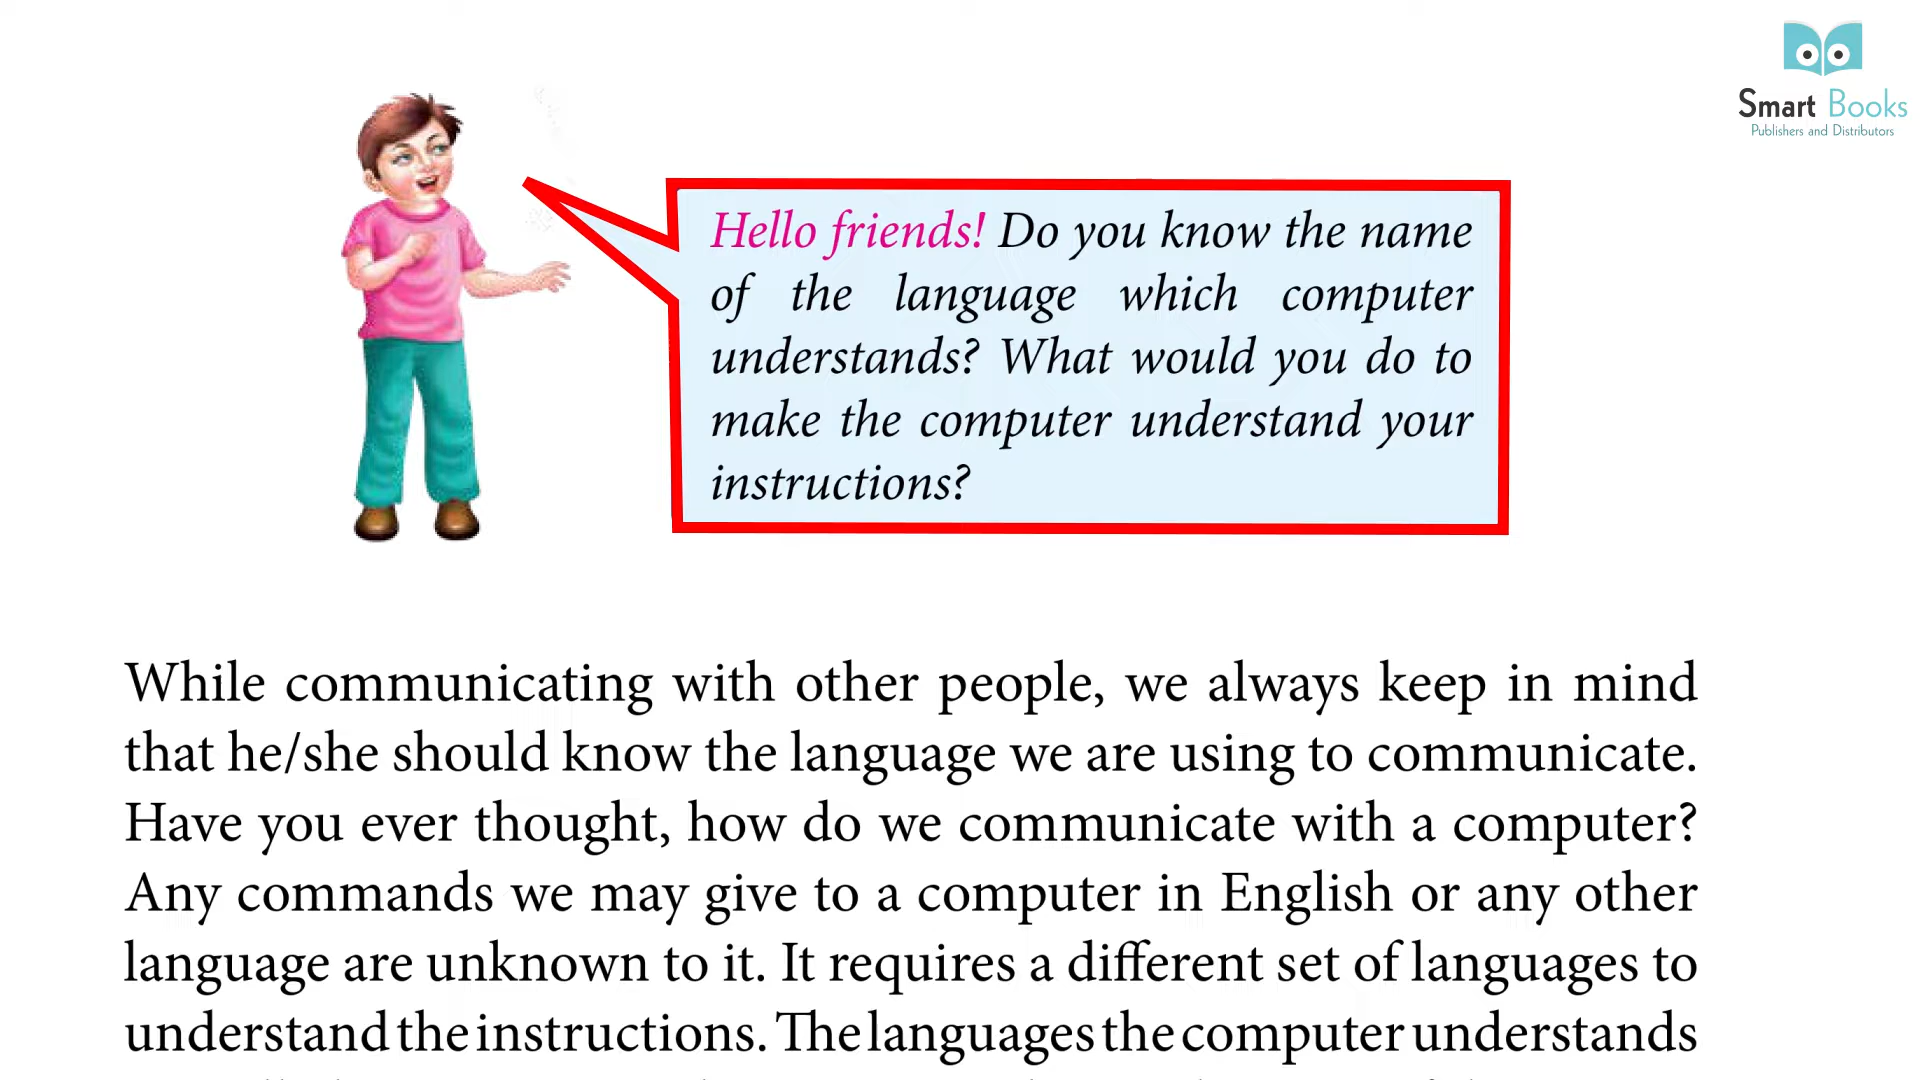 Smart Books
Publishers and Distributors
Hello friends! Do you know the name
of the language which computer
understands? What would you do to
make the computer understand your
instructions?
While communicating with other people, we always keep in mind
that he/she should know the language we are using to communicate.
Have you ever thought, how do we communicate with a computer?
Any commands we may give to a computer in English or any other
language are unknown to it. It requires a different set of languages to
understand the instructions. The languages the computer understands